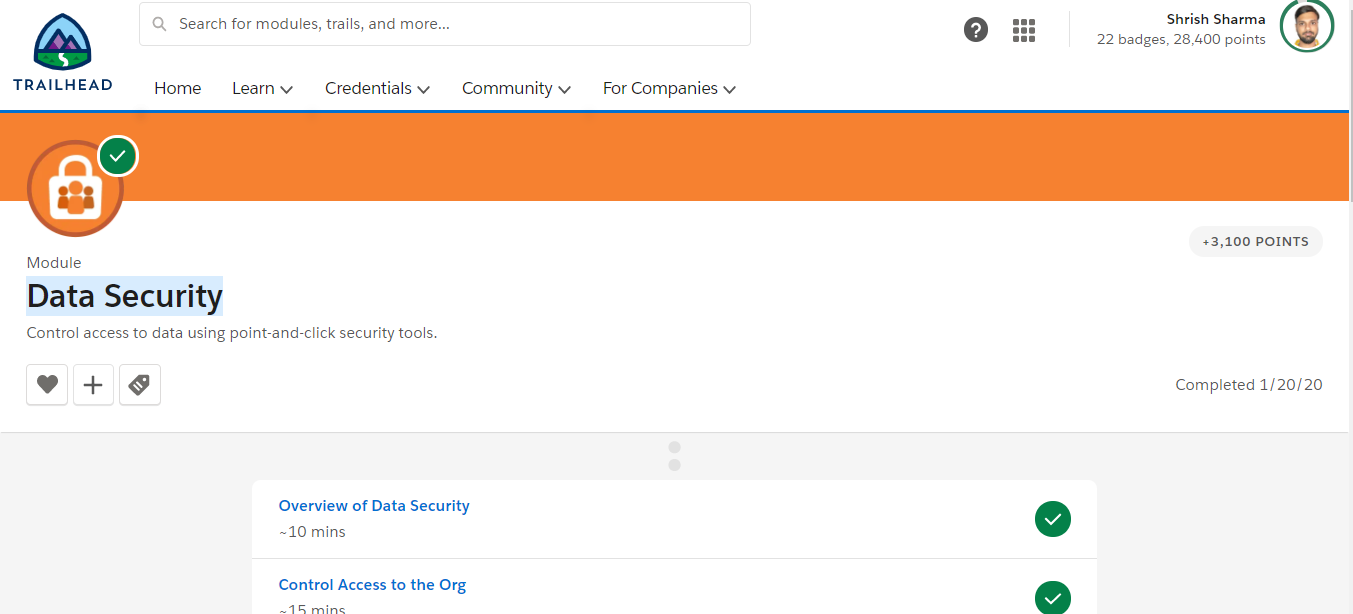 Search for modules, trails, and more...
?
Shrish Sharma
22 badges, 28,400 points
TRAILHEAD
Home Learn Credentials Community For Companies
+3,100 POINTS
Module
Data Security
Control access to data using point-and-click security tools.
Completed 1/20/20
Overview of Data Security
~10 mins
Control Access to the Org
~15 mins